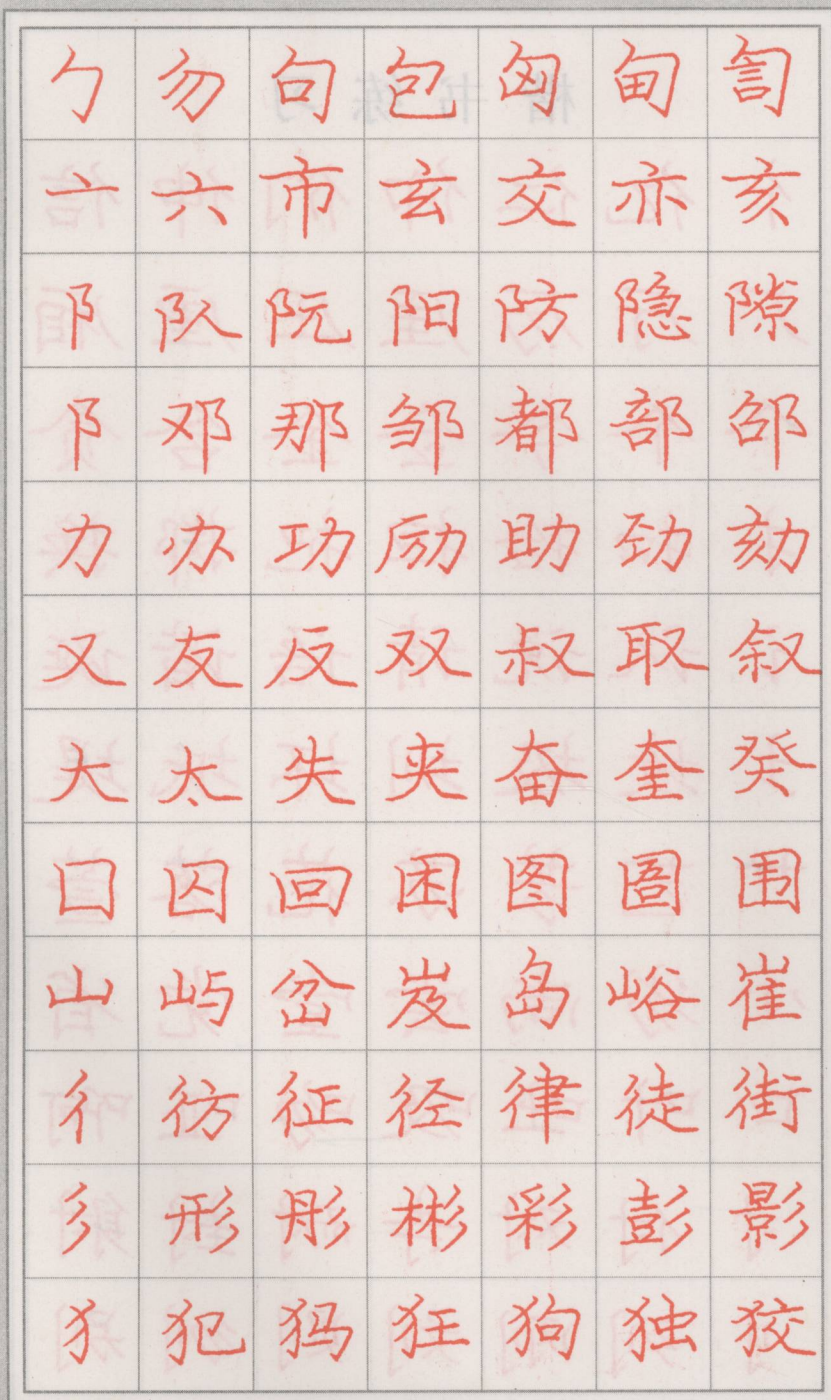 勹勿句包匈甸訇
亠六市玄交亦亥
阝队阮阳防隐隙
阝邓那邹都部邵
力办功励助劲劾
又友反双叔取叙
大太失夹奋奎癸
囗囚回困图圄围
山屿岔岌岛峪崔
彳彷征径律徒街
彡形彤彬彩彭影
犭犯犸狂狗独狡